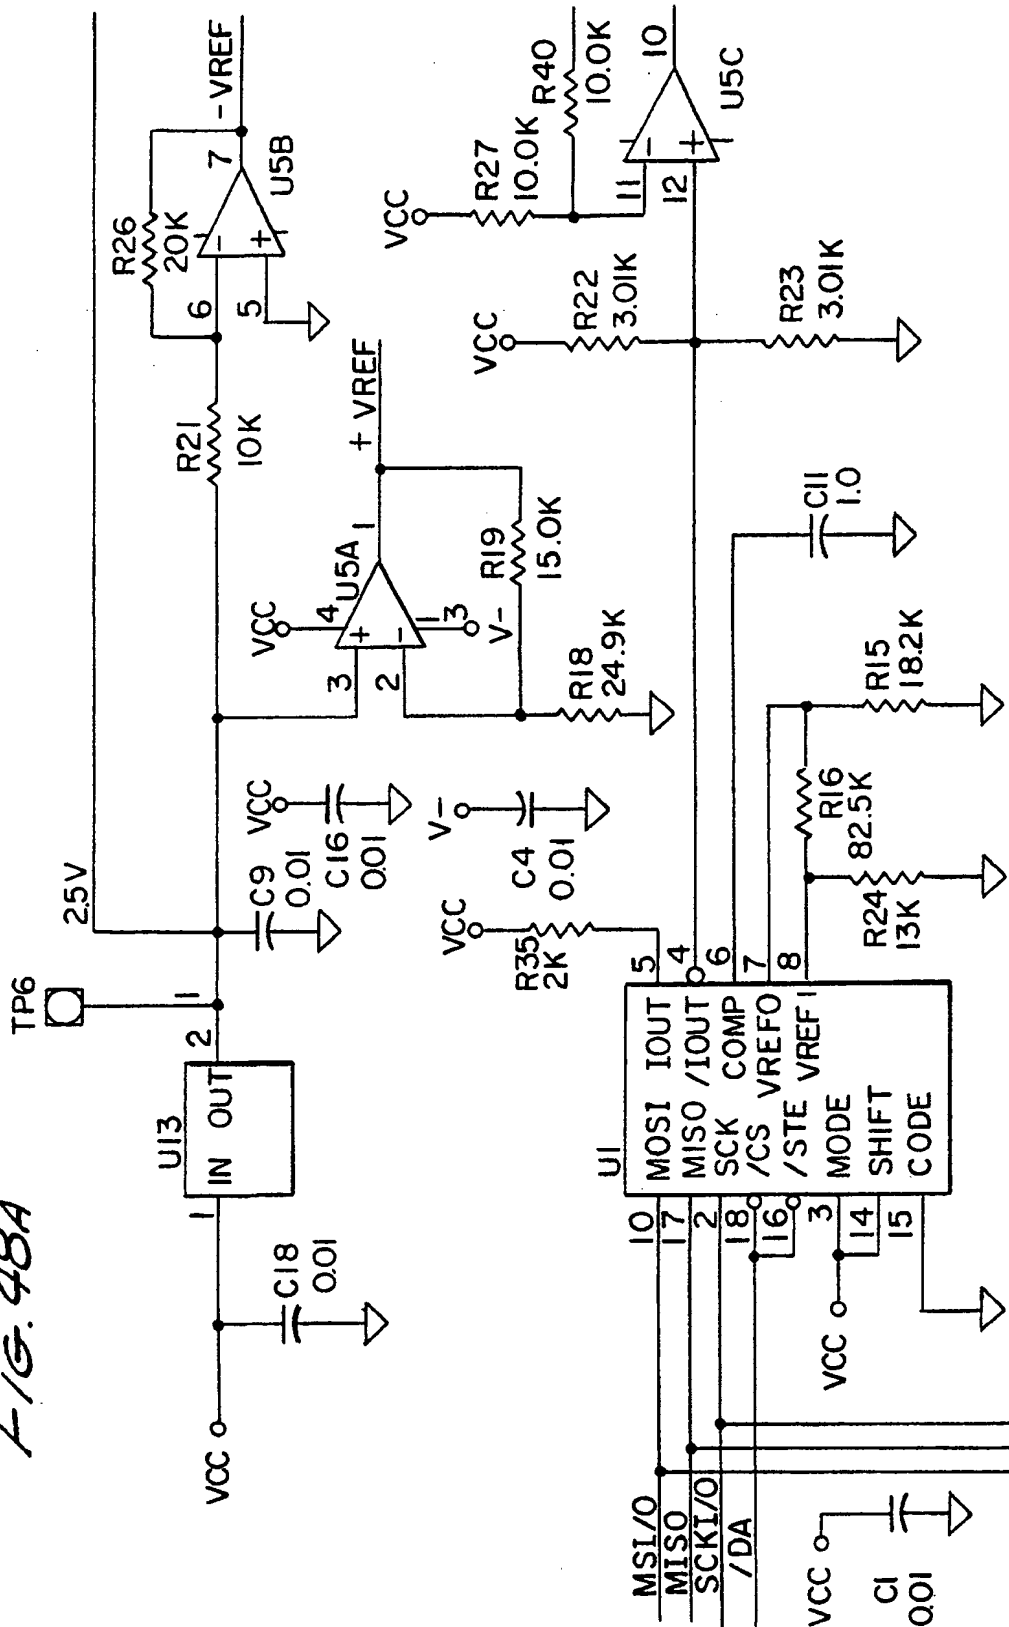 FIG. 48A
VCC
C18
0.01
1
U13
IN OUT
2
1
TP6
2.5V
C9
0.01
VCC
C16
0.01
V-
C4
0.01
R21
10K
R26
20K
6
5
-
+
7
U5B
-VREF
VCC
4
U5A
3
2
+
-
1
13
V-
+VREF
R19
15.0K
R18
24.9K
VCC
R35
2K
VCC
R22
3.01K
R23
3.01K
VCC
R27
10.0K
R40
10.0K
11
12
-
+
10
U5C
C11
1.0
R15
18.2K
R16
82.5K
R24
13K
5
4
6
7
8
U1
MOSI IOUT
MISO /IOUT
SCK COMP
/CS VREFO
/STE VREFI
MODE
SHIFT
CODE
10
17
2
18
16
3
14
15
VCC
MSI/O
MISO
SCKI/O
/DA
VCC
C1
0.01